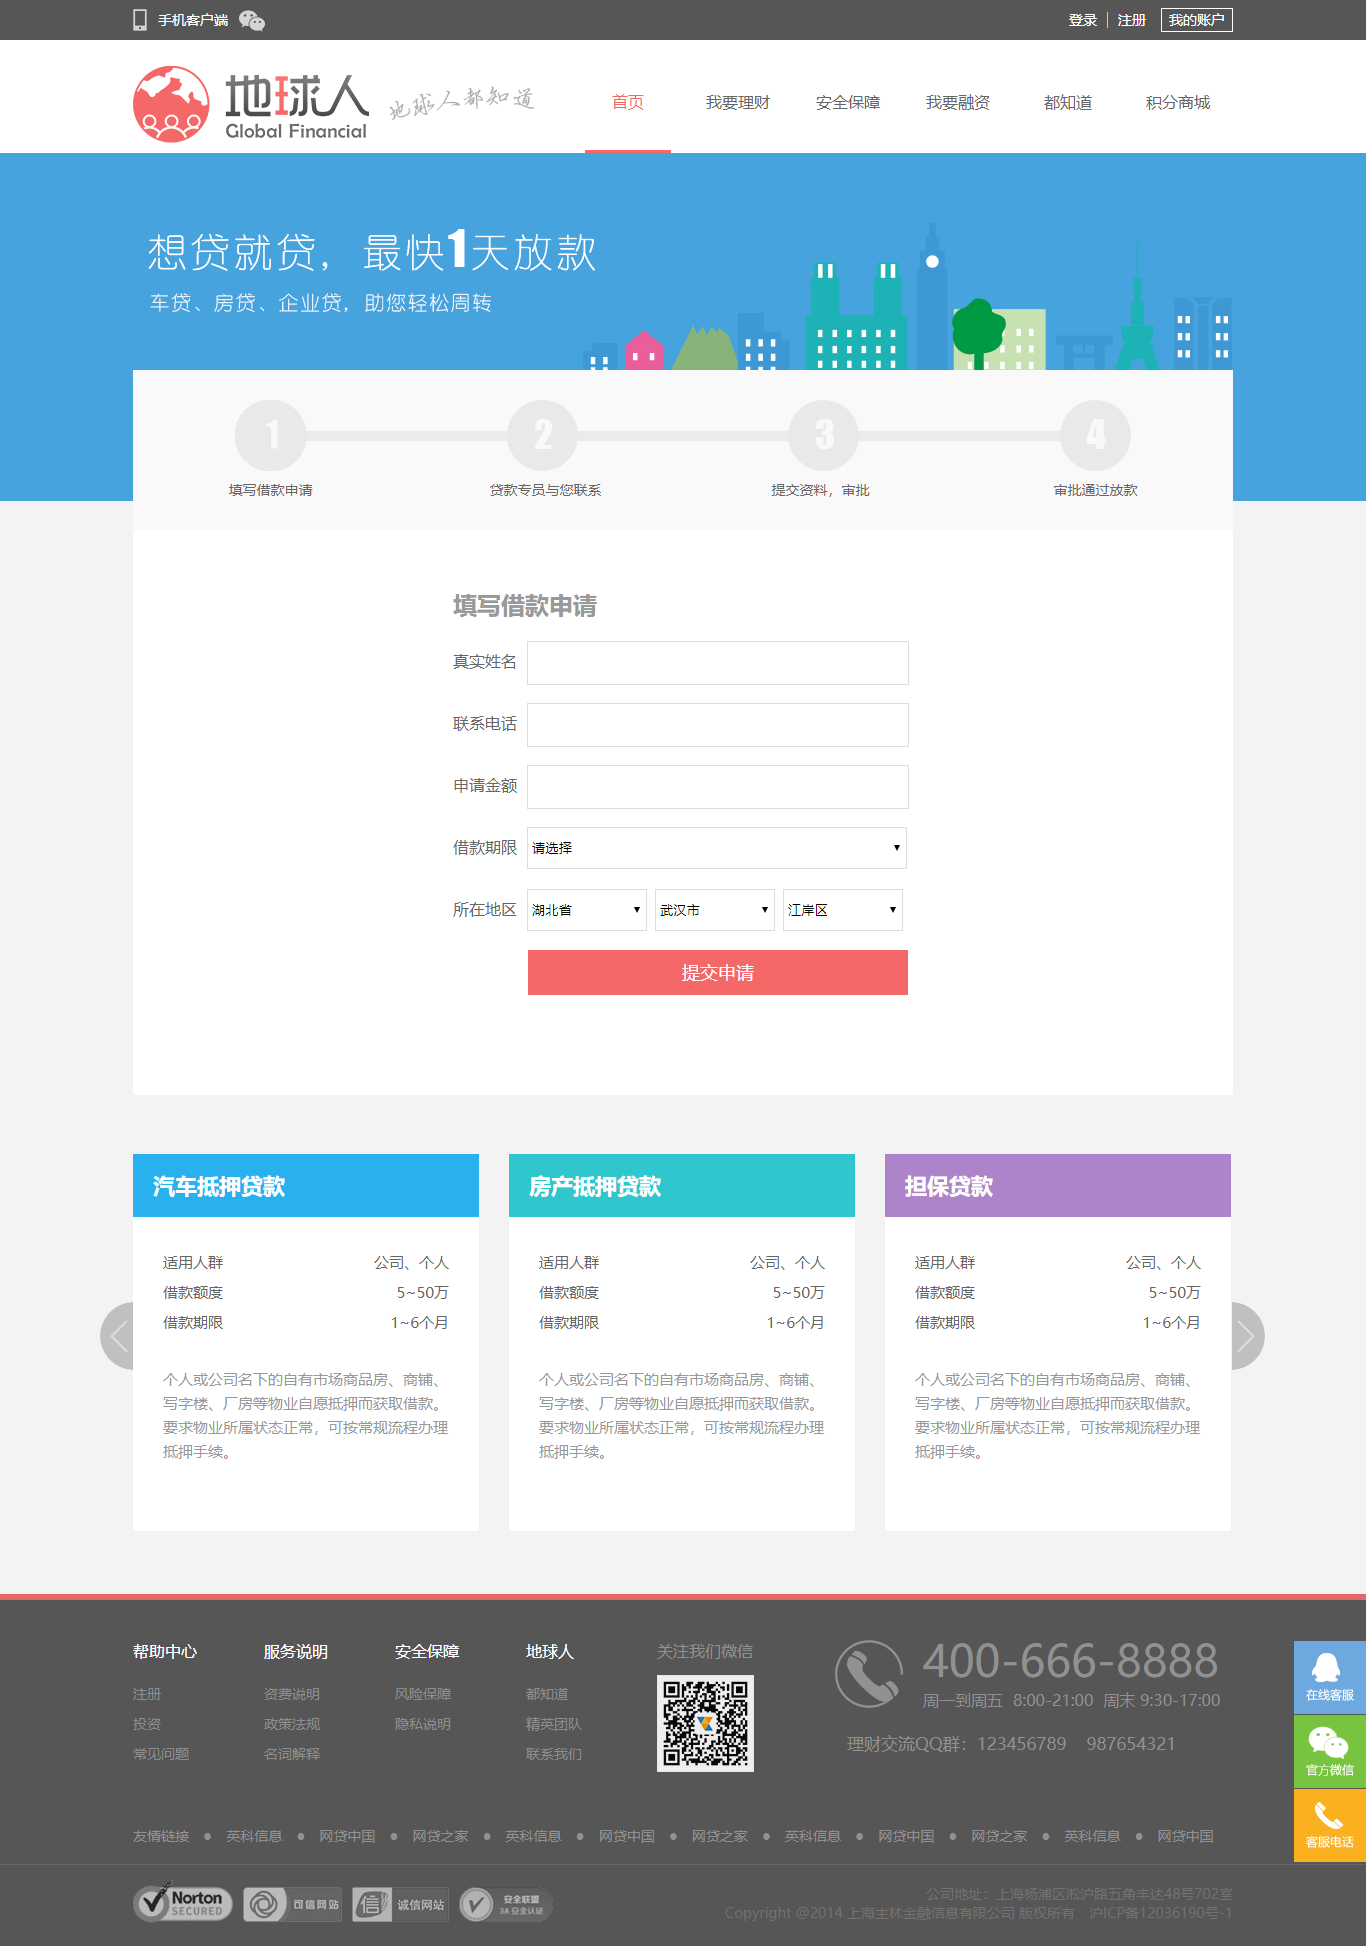 手机客户端
登录 注册 我的账户
地球人 Global Financial
地球人都知道
首页 我要理财 安全保障 我要融资 都知道 积分商城
想贷就贷，最快1天放款
车贷、房贷、企业贷，助您轻松周转
1 2 3 4
填写借款申请 贷款专员与您联系 提交资料，审批 审批通过放款
填写借款申请
真实姓名
联系电话
申请金额
借款期限 请选择
所在地区 湖北省 武汉市 江岸区
提交申请
汽车抵押贷款
适用人群 公司、个人
借款额度 5~50万
借款期限 1~6个月
个人或公司名下的自有市场商品房、商铺、
写字楼、厂房等物业自愿抵押而获取借款。
要求物业所属状态正常，可按常规流程办理
抵押手续。
房产抵押贷款
适用人群 公司、个人
借款额度 5~50万
借款期限 1~6个月
个人或公司名下的自有市场商品房、商铺、
写字楼、厂房等物业自愿抵押而获取借款。
要求物业所属状态正常，可按常规流程办理
抵押手续。
担保贷款
适用人群 公司、个人
借款额度 5~50万
借款期限 1~6个月
个人或公司名下的自有市场商品房、商铺、
写字楼、厂房等物业自愿抵押而获取借款。
要求物业所属状态正常，可按常规流程办理
抵押手续。
帮助中心
注册
投资
常见问题
服务说明
资费说明
政策法规
名词解释
安全保障
风险保障
隐私说明
地球人
都知道
精英团队
联系我们
关注我们微信
400-666-8888
周一到周五 8:00-21:00 周末 9:30-17:00
理财交流QQ群：123456789 987654321
在线客服
官方微信
客服电话
友情链接 ● 英科信息 ● 网贷中国 ● 网贷之家 ● 英科信息 ● 网贷中国 ● 网贷之家 ● 英科信息 ● 网贷中国 ● 网贷之家 ● 英科信息 ● 网贷中国
Norton SECURED
可信网站
信 诚信网站
安全联盟 3A安全认证
公司地址：上海杨浦区淞沪路五角丰达48号702室
Copyright @2014 上海主林金融信息有限公司 版权所有 沪ICP备12036190号-1